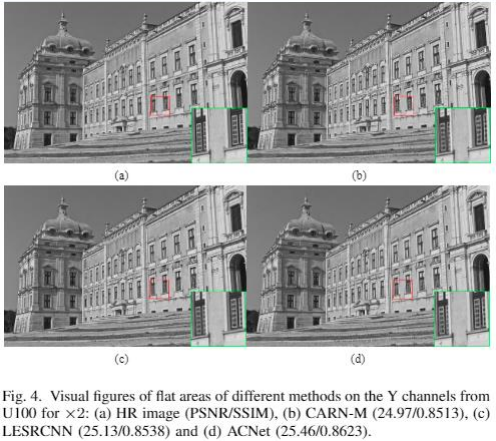 (a)
(b)
(c)
(d)
Fig. 4. Visual figures of flat areas of different methods on the Y channels from
U100 for ×2: (a) HR image (PSNR/SSIM), (b) CARN-M (24.97/0.8513), (c)
LESRCNN (25.13/0.8538) and (d) ACNet (25.46/0.8623).